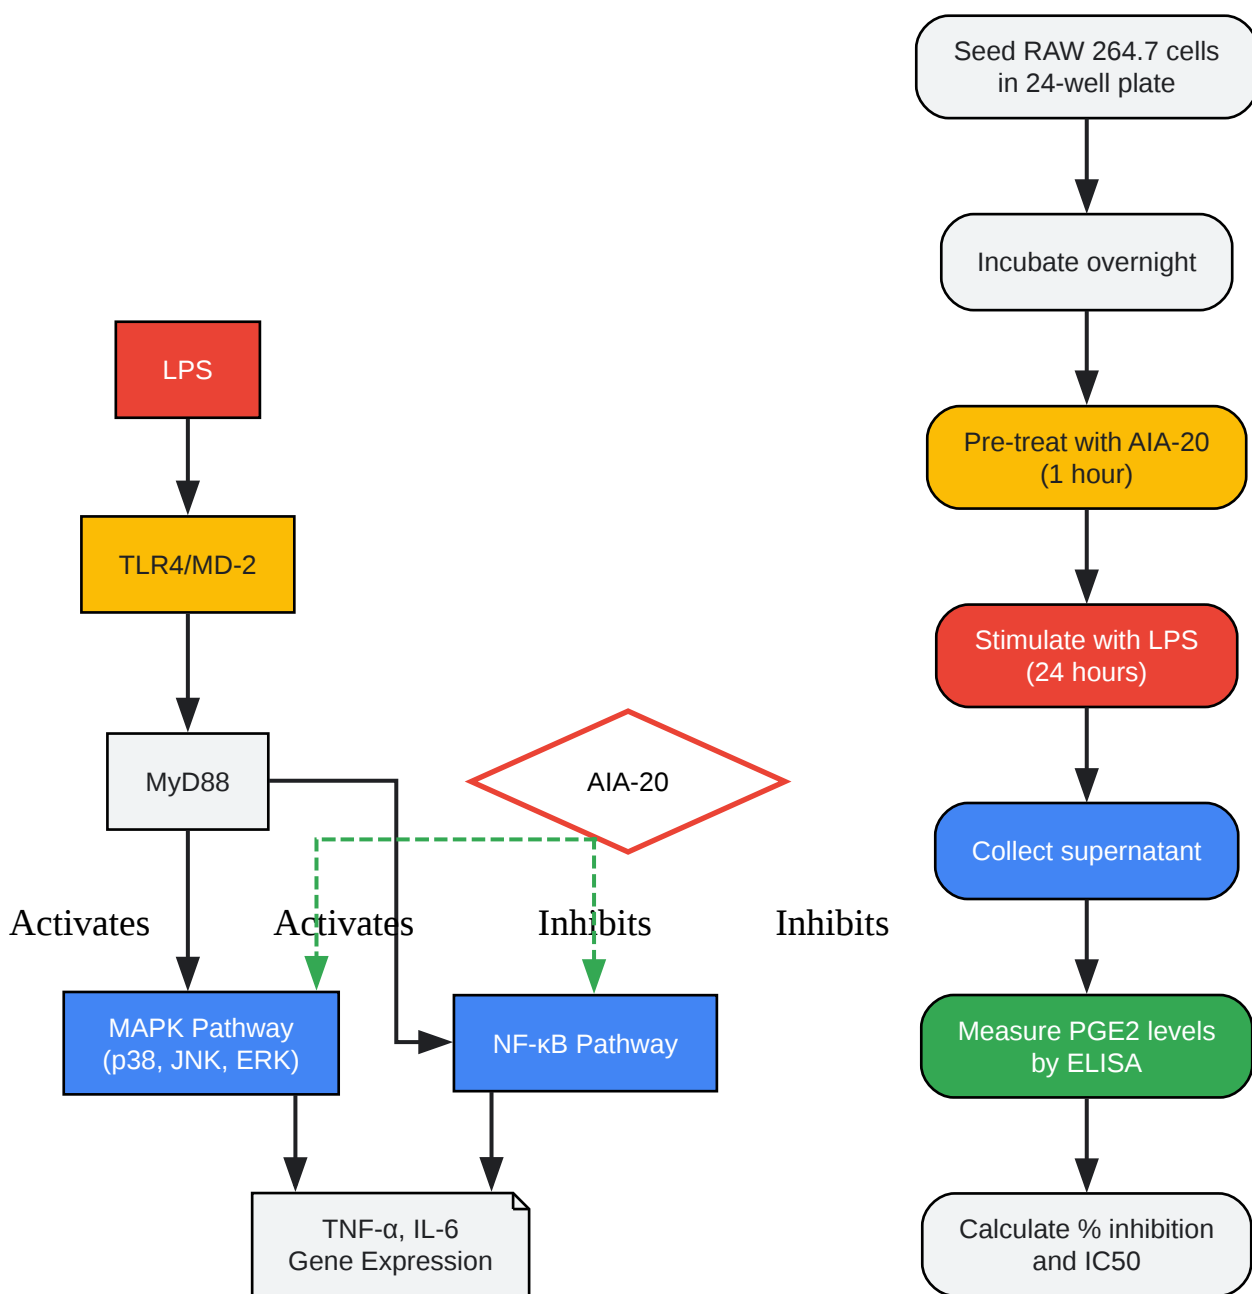 LPS
TLR4/MD-2
MyD88
AIA-20
Activates
Activates
Inhibits
Inhibits
MAPK Pathway
(p38, JNK, ERK)
NF-κB Pathway
TNF-α, IL-6
Gene Expression
Seed RAW 264.7 cells
in 24-well plate
Incubate overnight
Pre-treat with AIA-20
(1 hour)
Stimulate with LPS
(24 hours)
Collect supernatant
Measure PGE2 levels
by ELISA
Calculate % inhibition
and IC50